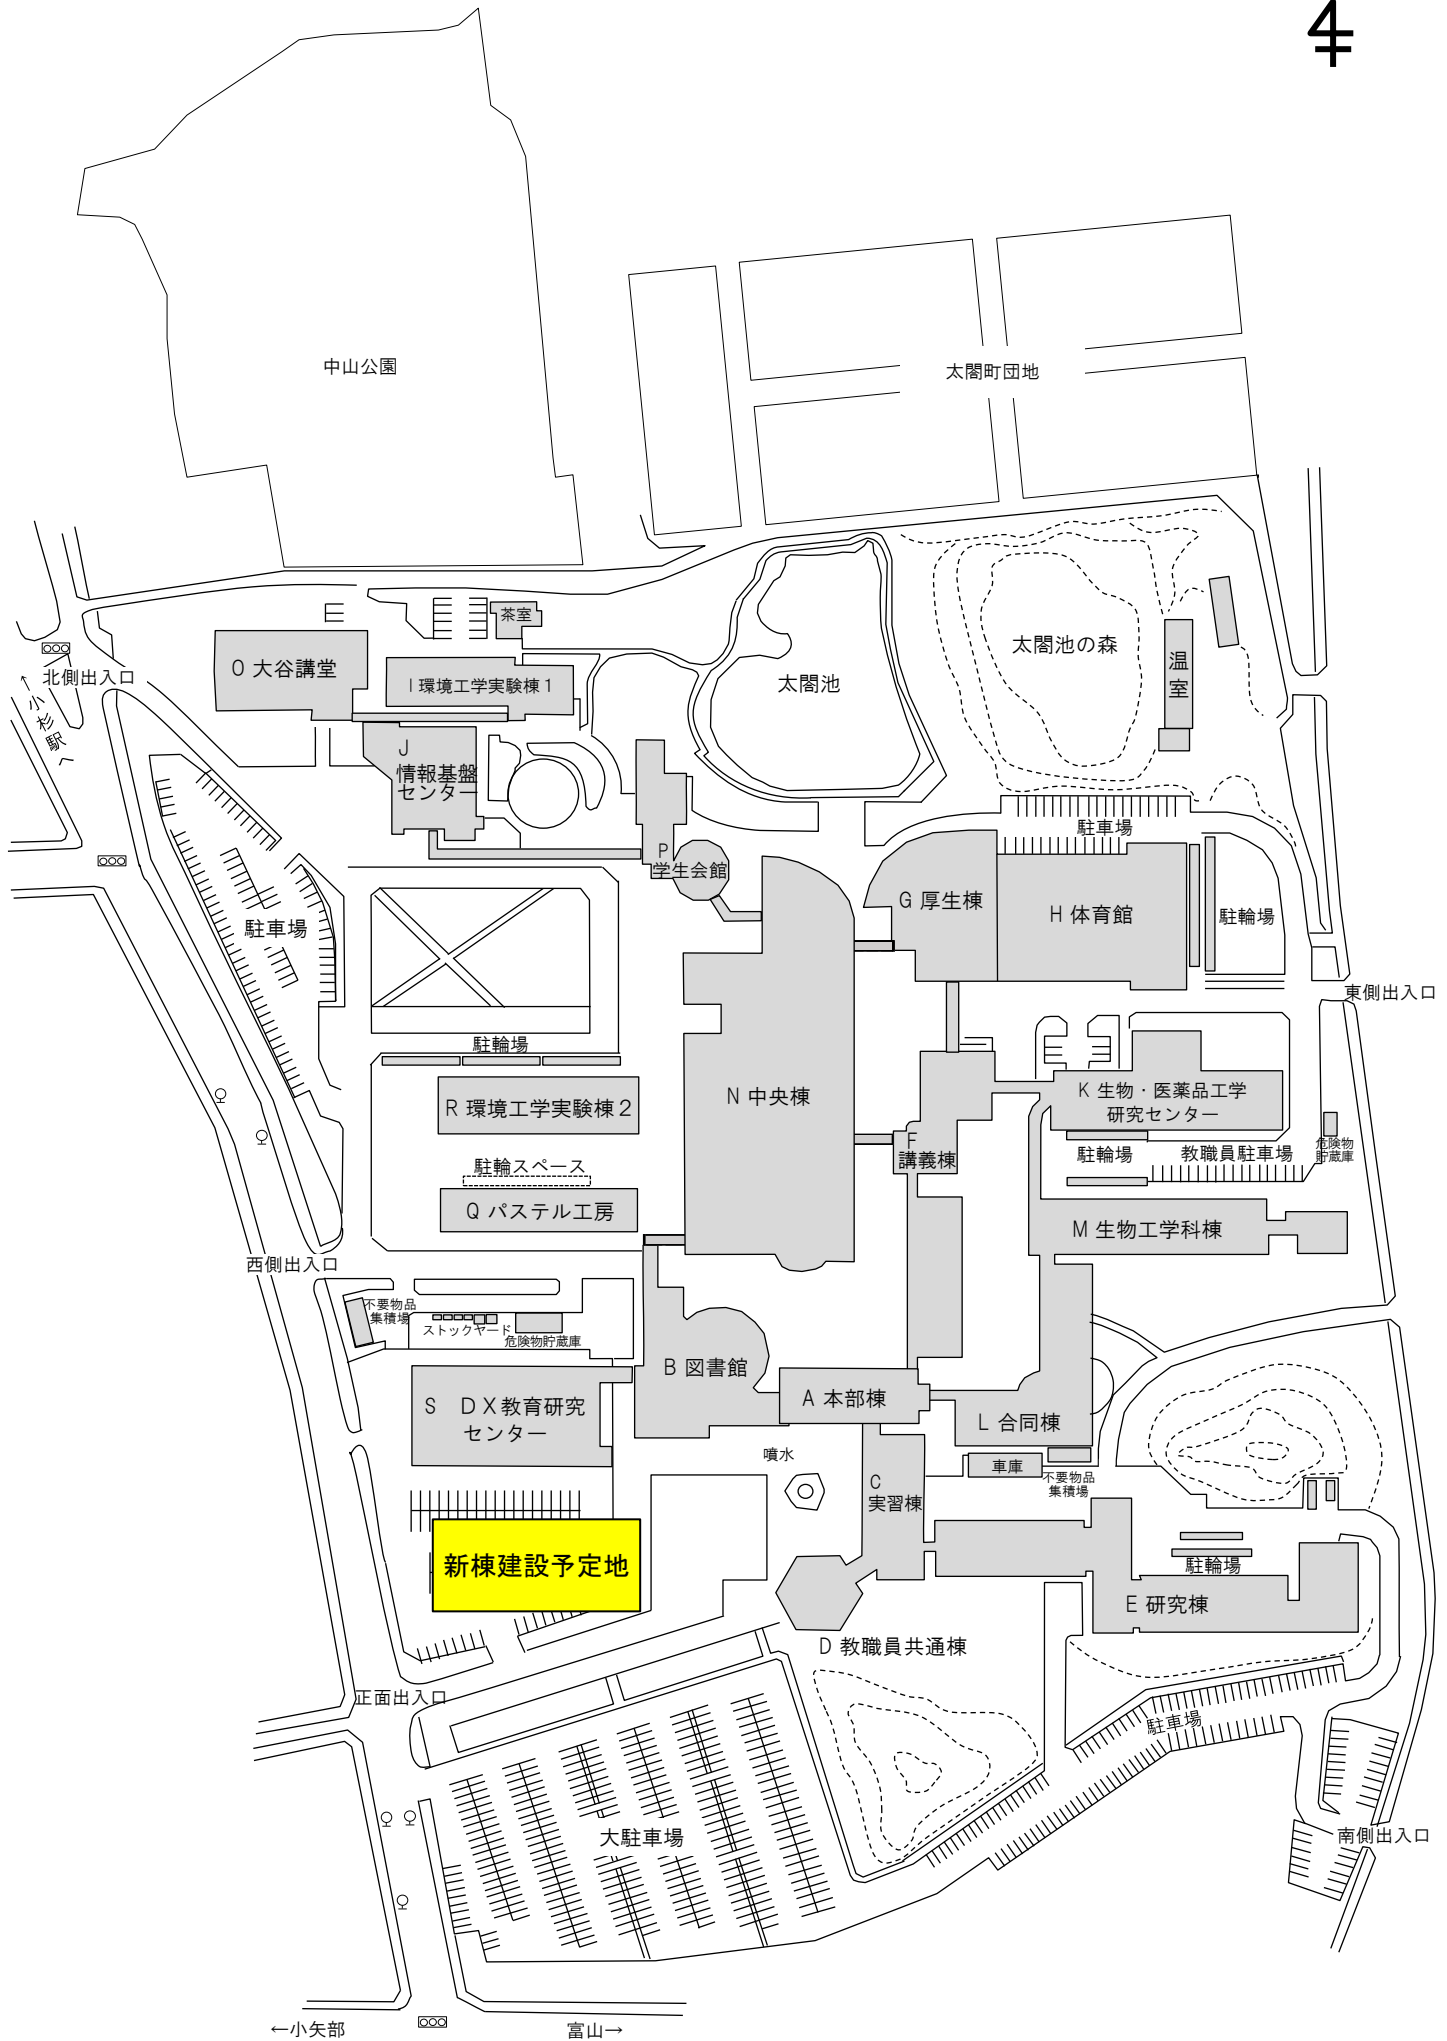 中山公園
太閤町団地
茶室
O 大谷講堂
I 環境工学実験棟1
太閤池の森
温
室
太閤池
北側出入口
←小杉駅へ
J
情報基盤
センター
P
学生会館
駐車場
G 厚生棟
H 体育館
駐輪場
駐車場
東側出入口
駐輪場
R 環境工学実験棟2
N 中央棟
K 生物・医薬品工学
研究センター
F
講義棟
駐輪場
教職員駐車場
危険物
貯蔵庫
駐輪スペース
Q パステル工房
M 生物工学科棟
西側出入口
不要物品
集積場
ストックヤード
危険物貯蔵庫
B 図書館
A 本部棟
S DX教育研究
センター
L 合同棟
噴水
車庫
不要物品
集積場
C
実習棟
新棟建設予定地
駐輪場
E 研究棟
D 教職員共通棟
正面出入口
駐車場
大駐車場
南側出入口
←小矢部
富山→